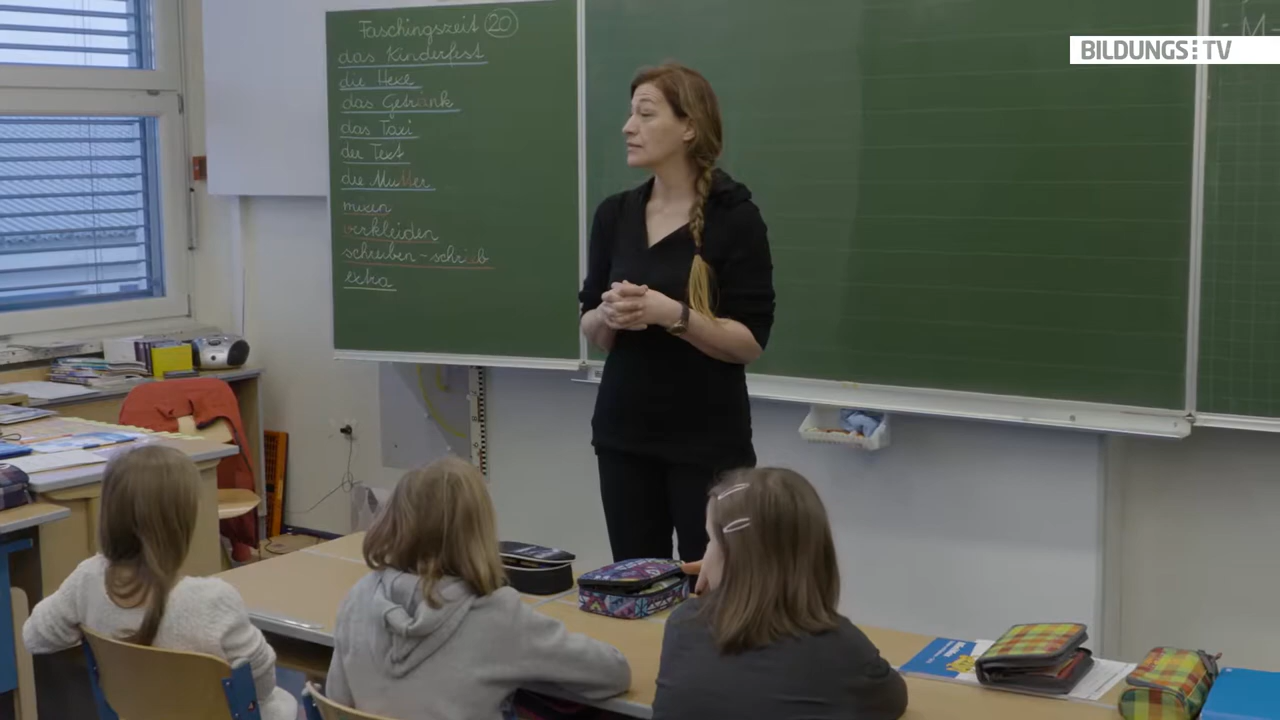 Faschingszeit 20
das Kinderfest
die Hexe
das Getränk
das Taxi
der Text
die Mutter
mixen
verkleiden
schreiben - schrieb
extra
BILDUNGS:TV
M-